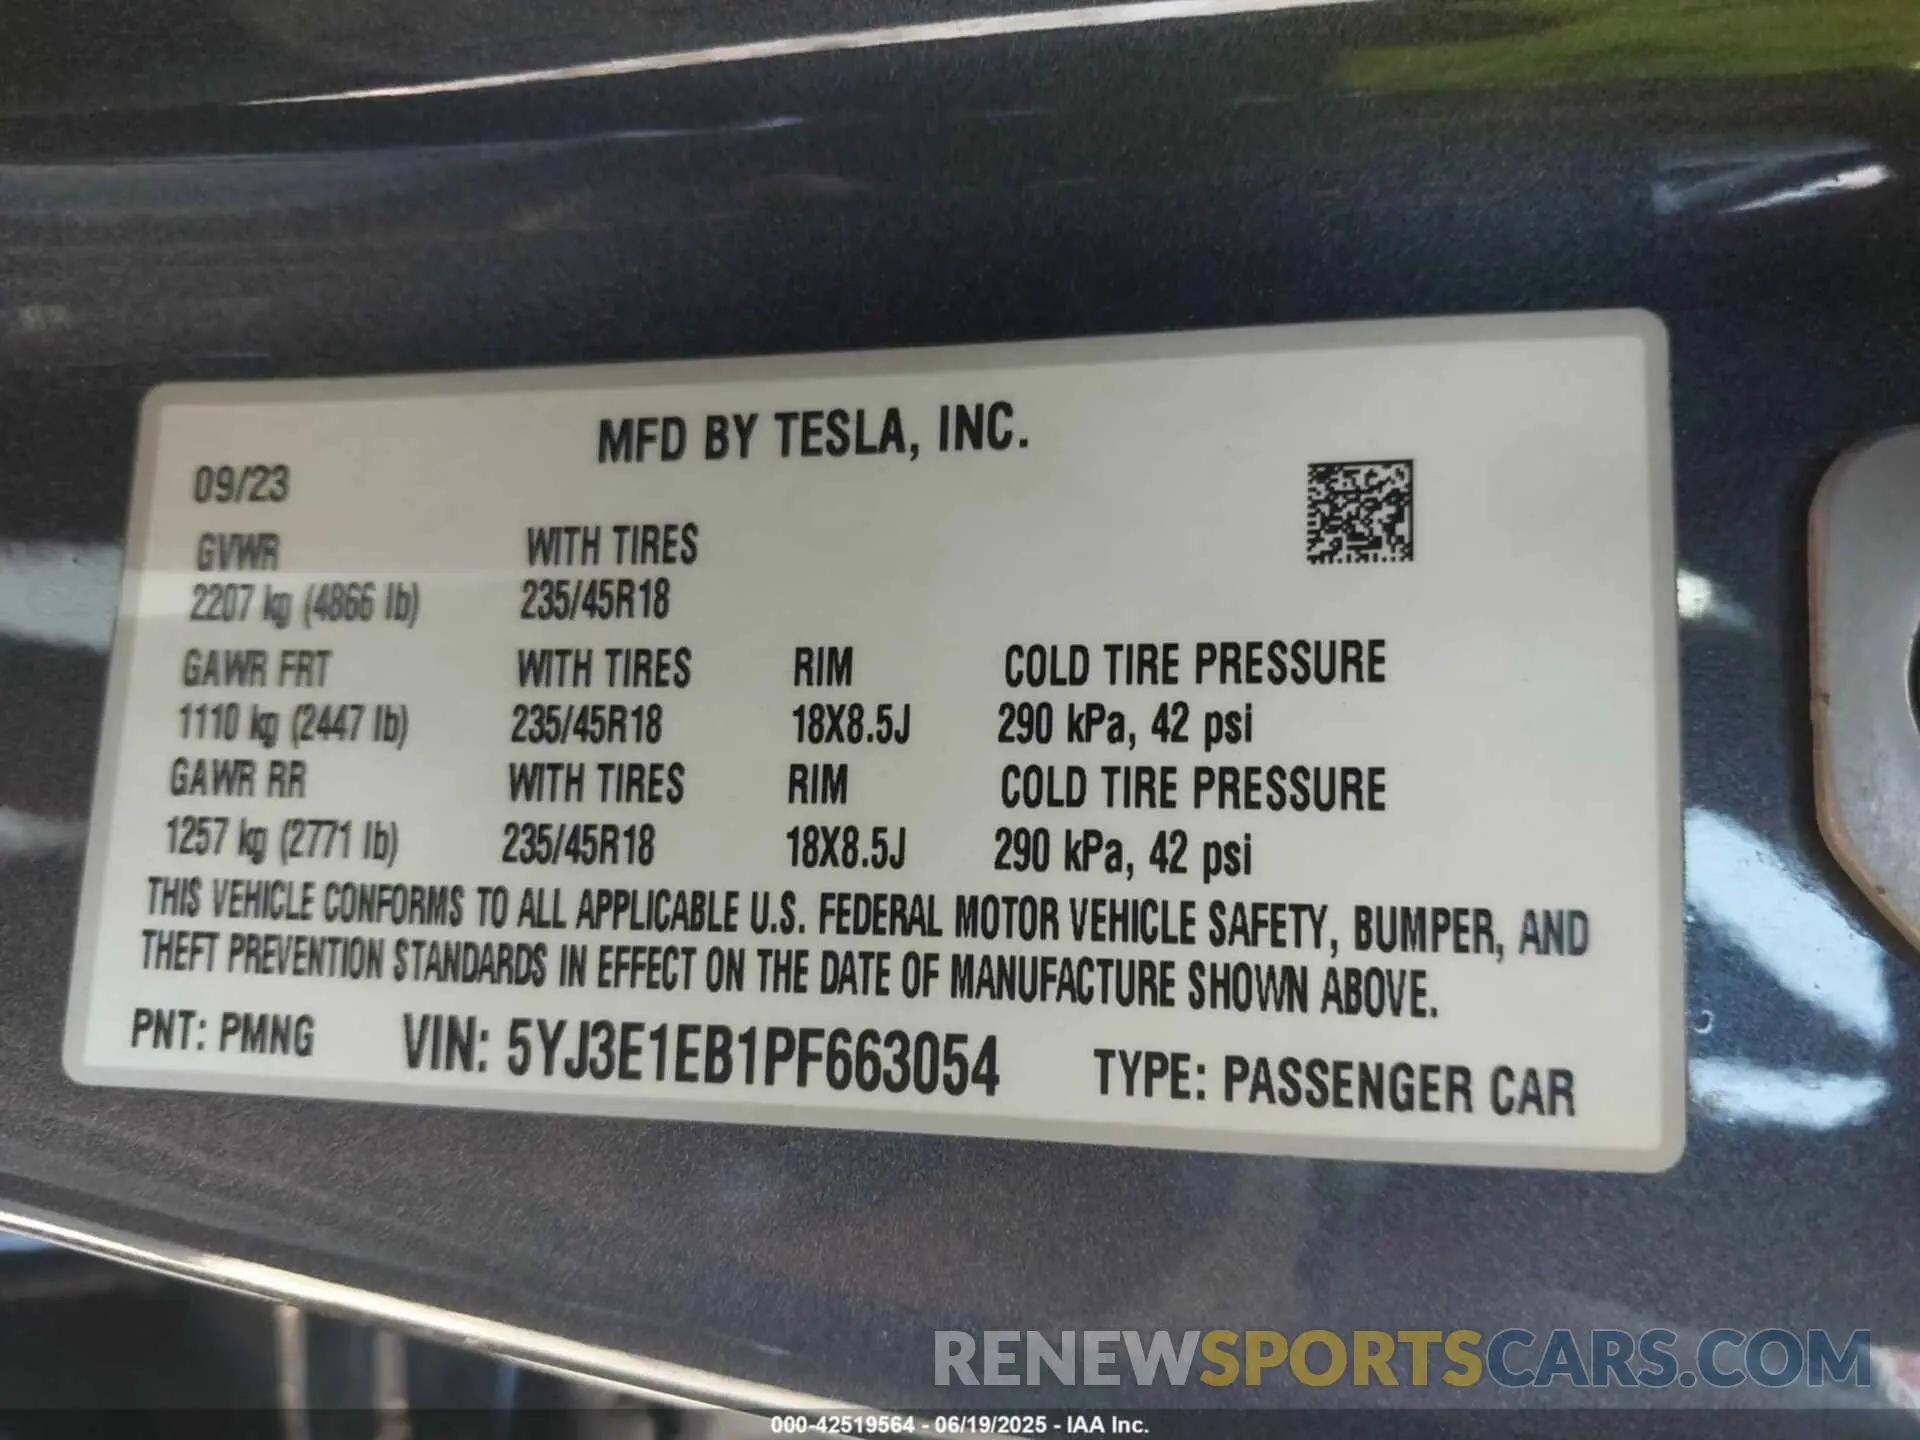 MFD BY TESLA, INC.
09/23
GVWR WITH TIRES
2207 kg (4866 lb) 235/45R18
GAWR FRT WITH TIRES RIM COLD TIRE PRESSURE
1110 kg (2447 lb) 235/45R18 18X8.5J 290 kPa, 42 psi
GAWR RR WITH TIRES RIM COLD TIRE PRESSURE
1257 kg (2771 lb) 235/45R18 18X8.5J 290 kPa, 42 psi
THIS VEHICLE CONFORMS TO ALL APPLICABLE U.S. FEDERAL MOTOR VEHICLE SAFETY, BUMPER, AND
THEFT PREVENTION STANDARDS IN EFFECT ON THE DATE OF MANUFACTURE SHOWN ABOVE.
PNT: PMNG VIN: 5YJ3E1EB1PF663054 TYPE: PASSENGER CAR
RENEWSPORTSCARS.COM
000-42519564 - 06/19/2025 - IAA Inc.